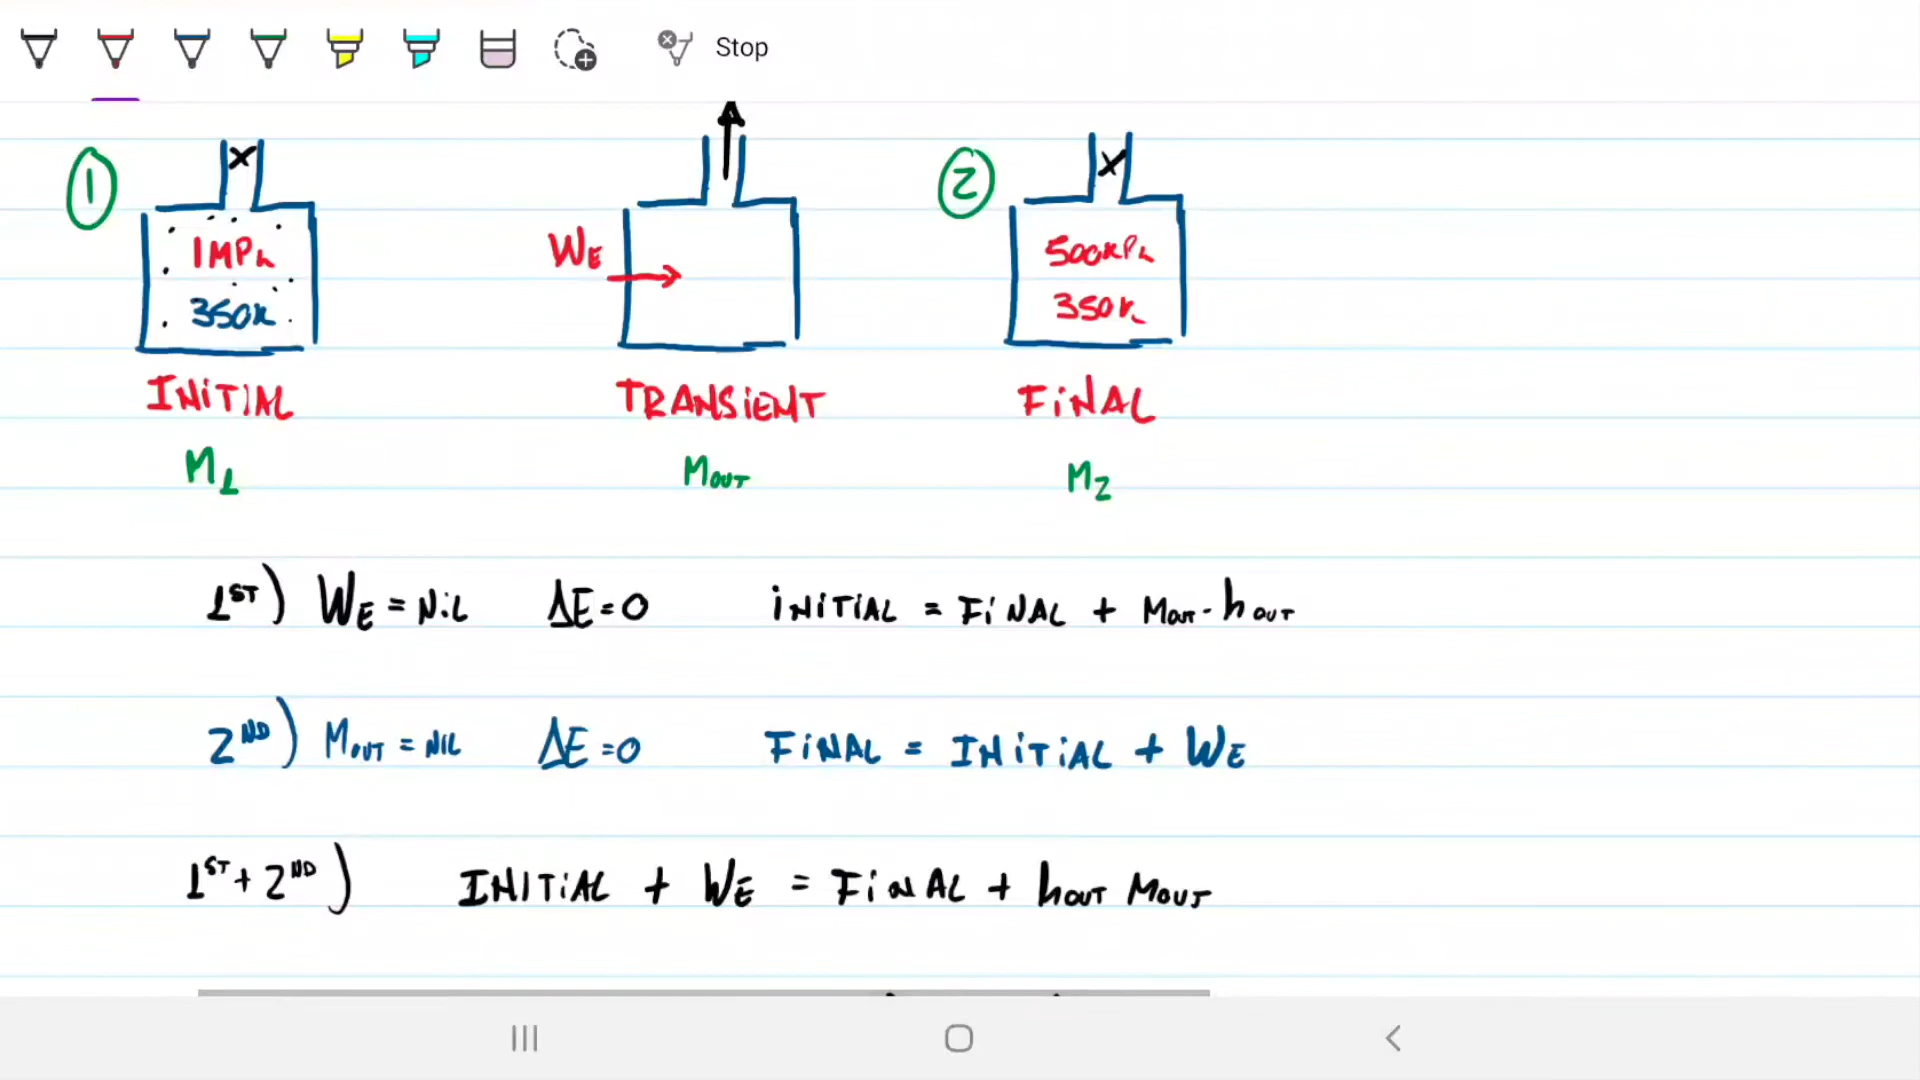 Stop
1 2
1MPa WE 500kPa
350K 350K
INITIAL TRANSIENT FINAL
M1 MOUT M2
1ST) WE = NIL ΔE=0 INITIAL = FINAL + MOUT · hOUT
2ND) MOUT = NIL ΔE=0 FINAL = INITIAL + WE
1ST + 2ND) INITIAL + WE = FINAL + hOUT MOUT